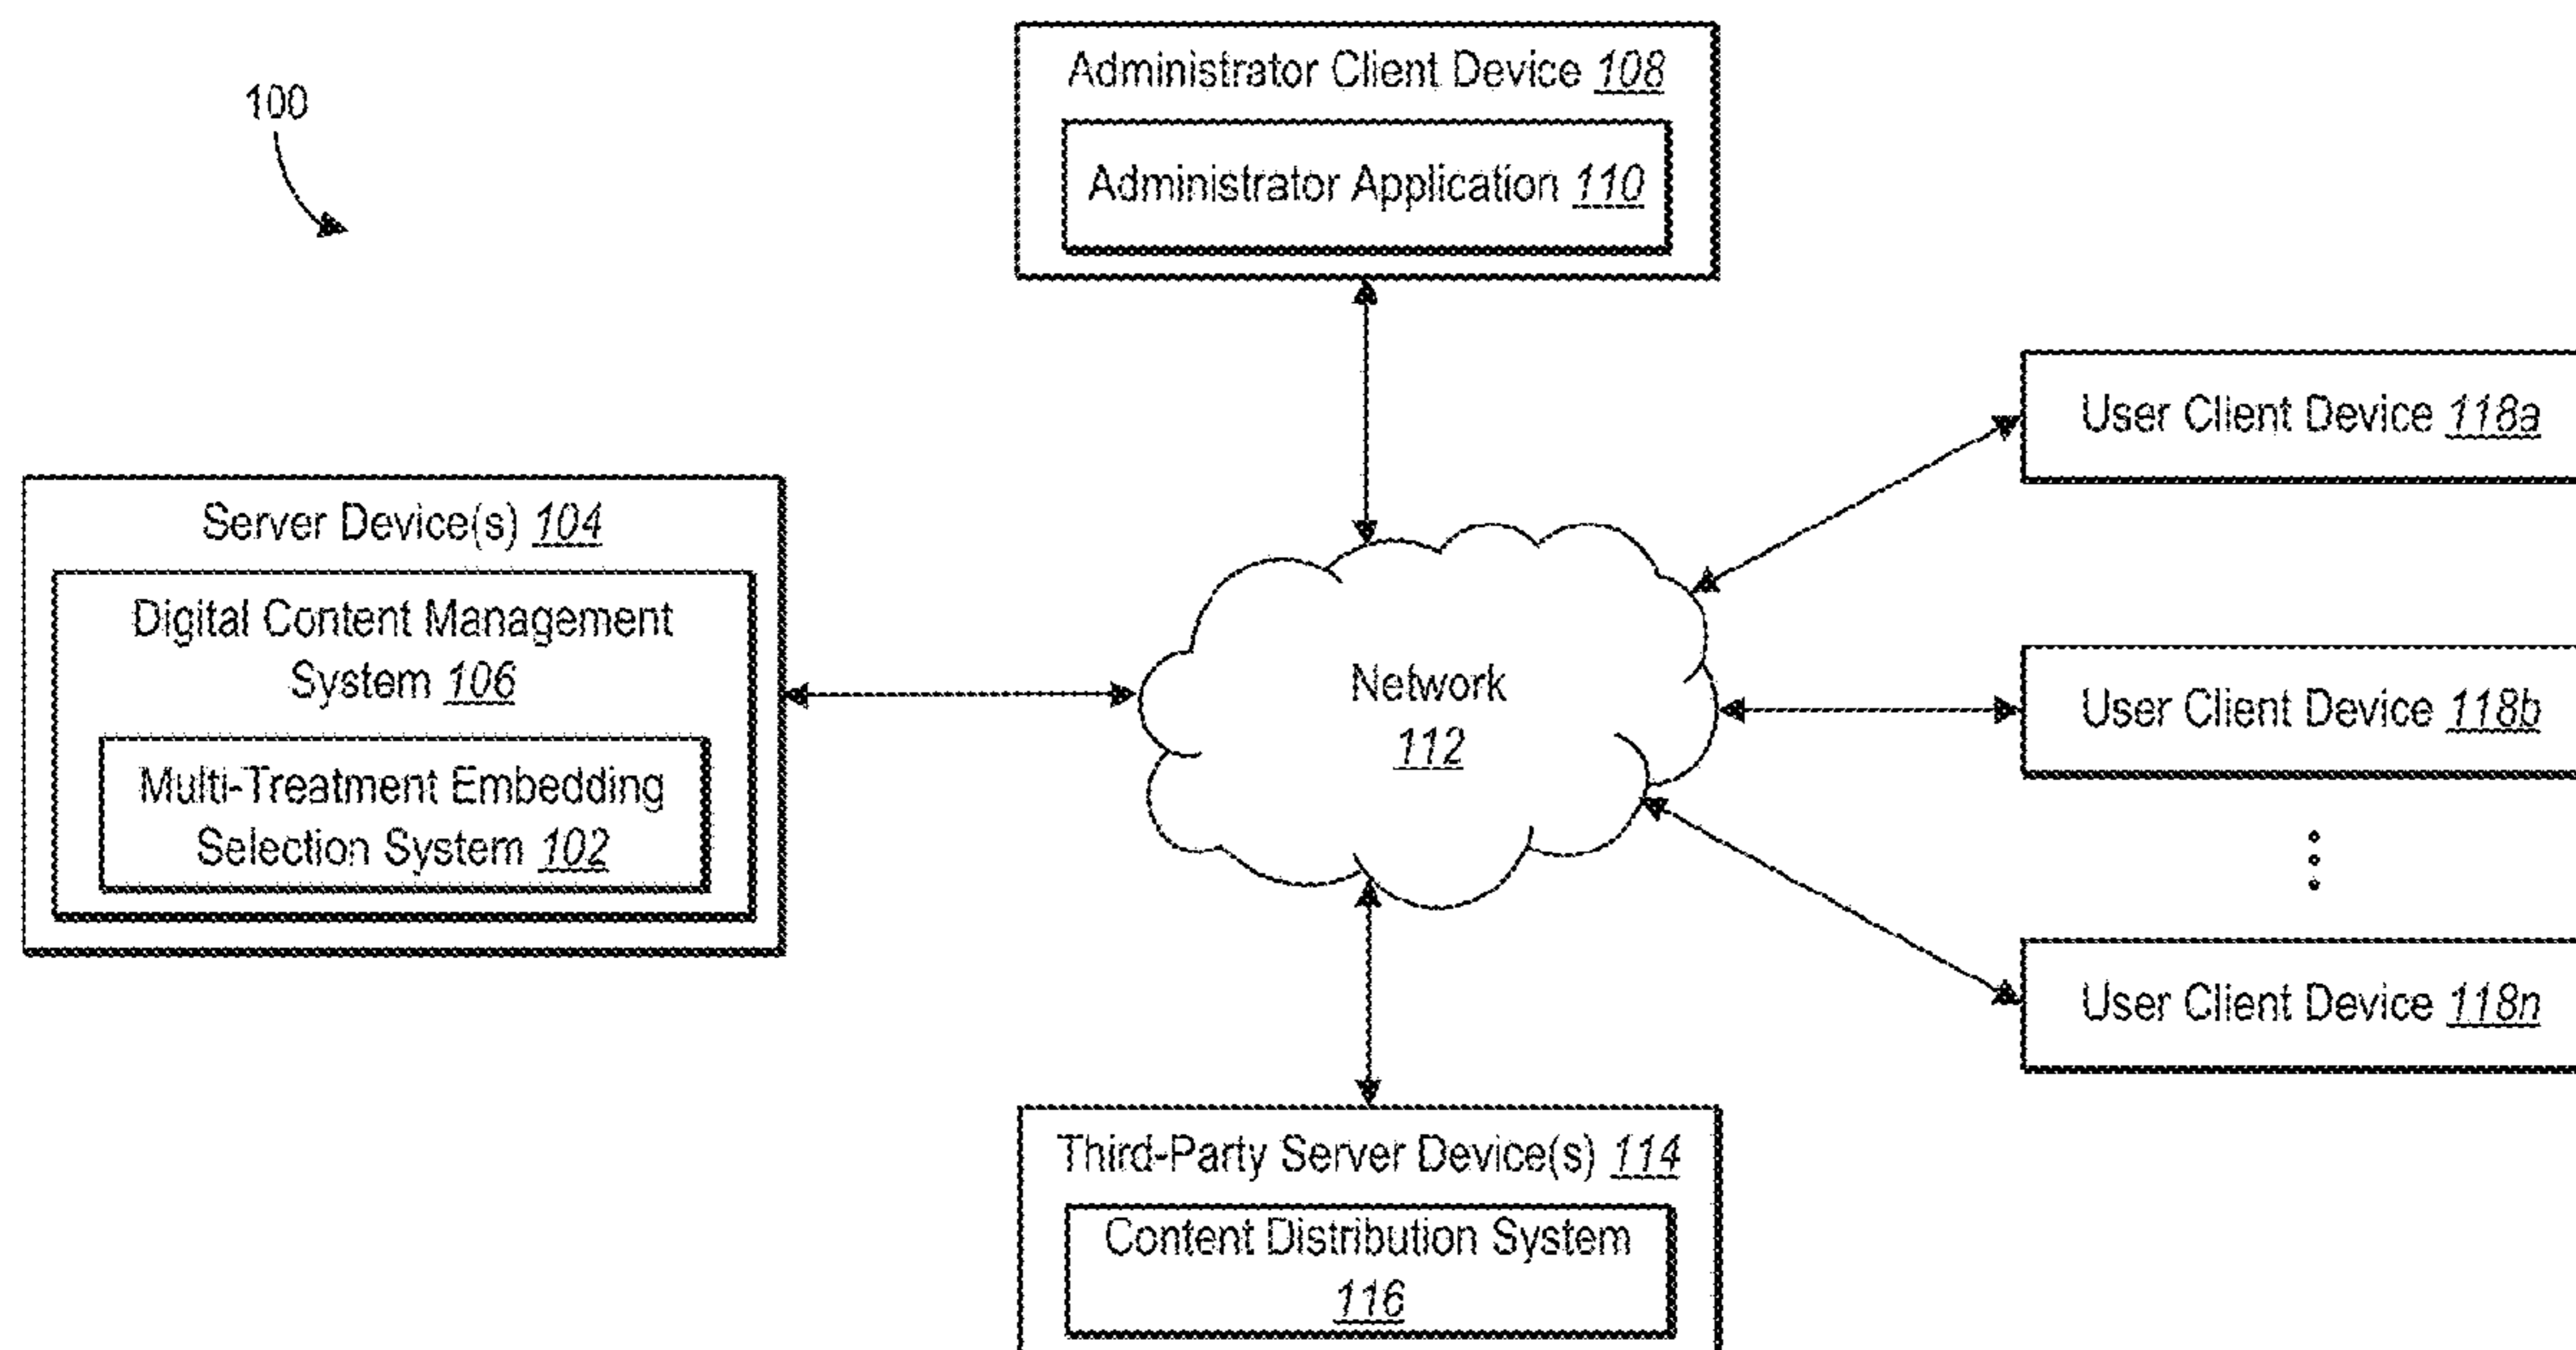 100
Administrator Client Device 108
Administrator Application 110
Server Device(s) 104
Digital Content Management
System 106
Multi-Treatment Embedding
Selection System 102
Network
112
User Client Device 118a
User Client Device 118b
User Client Device 118n
Third-Party Server Device(s) 114
Content Distribution System
116